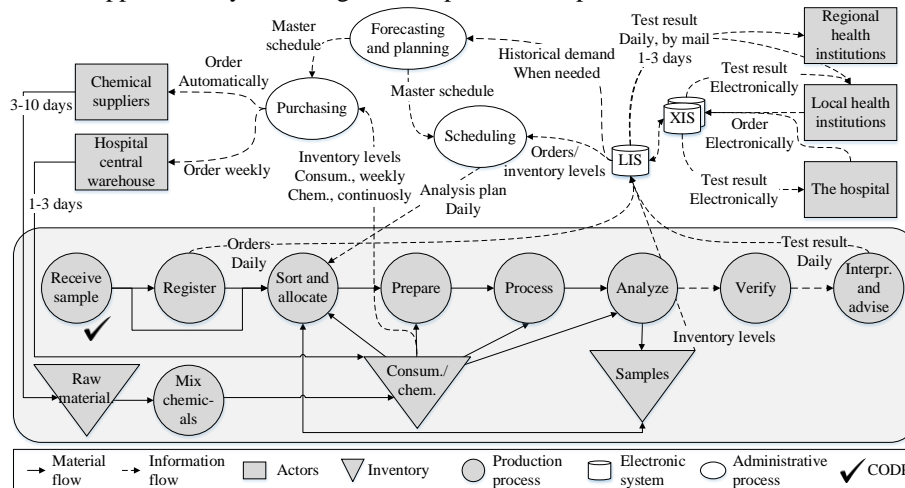 Forecasting
and planning
Master
schedule
Test result
Daily, by mail
1-3 days
Regional
health
institutions
Historical demand
When needed
Order
Automatically
Chemical
suppliers
3-10 days
Purchasing
Master schedule
Test result
Electronically
XIS
Local health
institutions
Scheduling
Order
Electronically
Hospital
central
warehouse
Inventory levels
Consum., weekly
Chem., continuosly
Orders/
inventory levels
LIS
Order weekly
Analysis plan
Daily
Test result
Electronically
The hospital
1-3 days
Orders
Daily
Test result
Daily
Receive
sample
Register
Sort and
allocate
Prepare
Process
Analyze
Verify
Interpr.
and
advise
Inventory levels
Raw
material
Mix
chemic-
als
Consum./
chem.
Samples
Material
flow
Information
flow
Actors
Inventory
Production
process
Electronic
system
Administrative
process